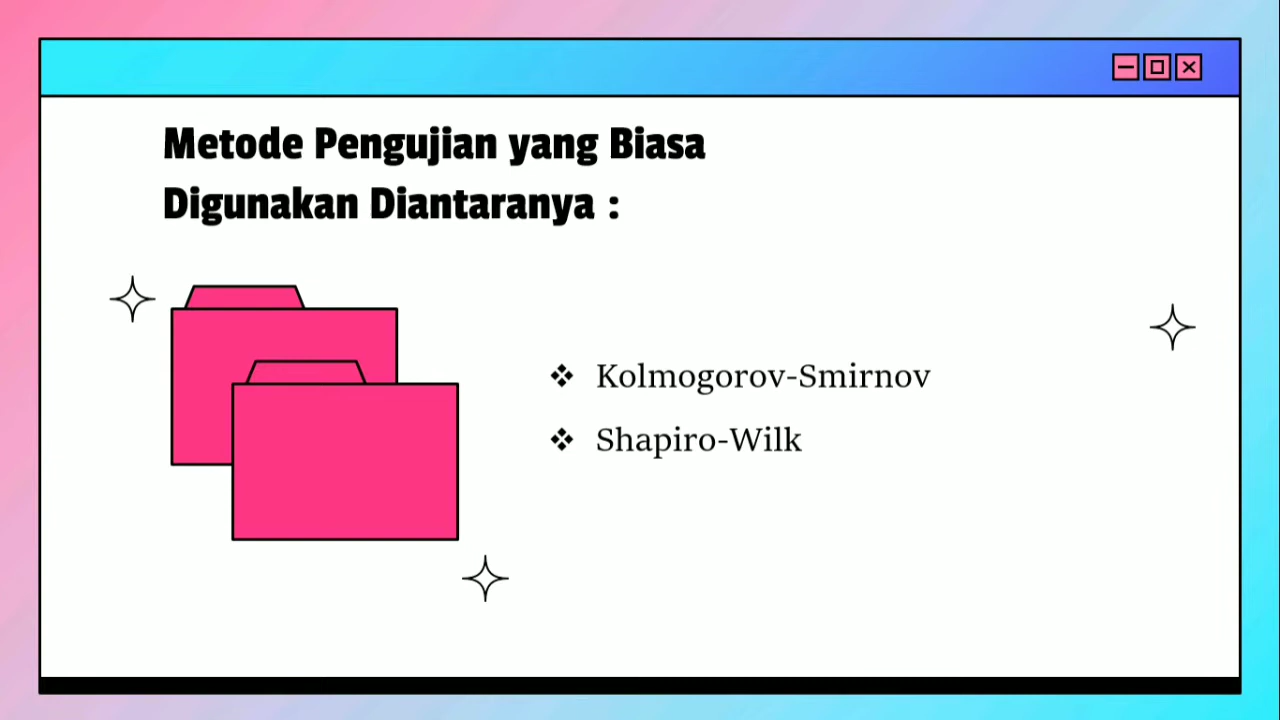 Metode Pengujian yang Biasa
Digunakan Diantaranya :
❖ Kolmogorov-Smirnov
❖ Shapiro-Wilk